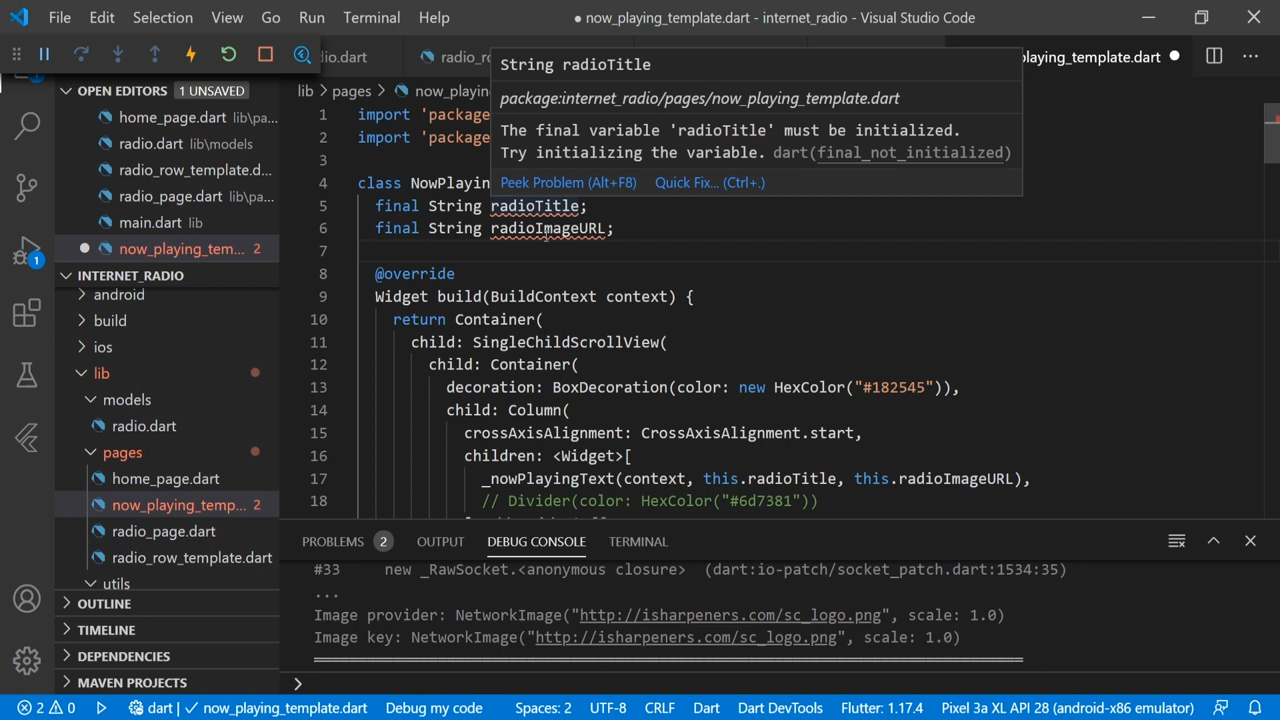 File Edit Selection View Go Run Terminal Help
● now_playing_template.dart - internet_radio - Visual Studio Code
dio.dart
radio_ro
aying_template.dart
OPEN EDITORS 1 UNSAVED
home_page.dart lib\pa...
radio.dart lib\models
radio_row_template.d...
radio_page.dart lib\pa...
main.dart lib
now_playing_tem... 2
INTERNET_RADIO
android
build
ios
lib
models
radio.dart
pages
home_page.dart
now_playing_temp... 2
radio_page.dart
radio_row_template.dart
utils
OUTLINE
TIMELINE
DEPENDENCIES
MAVEN PROJECTS
1
lib > pages > now_playin
String radioTitle
package:internet_radio/pages/now_playing_template.dart
The final variable 'radioTitle' must be initialized.
Try initializing the variable. dart(final_not_initialized)
Peek Problem (Alt+F8) Quick Fix... (Ctrl+.)
1 import 'package
2 import 'package
3
4 class NowPlayin
5 final String radioTitle;
6 final String radioImageURL;
7
8 @override
9 Widget build(BuildContext context) {
10 return Container(
11 child: SingleChildScrollView(
12 child: Container(
13 decoration: BoxDecoration(color: new HexColor("#182545")),
14 child: Column(
15 crossAxisAlignment: CrossAxisAlignment.start,
16 children: <Widget>[
17 _nowPlayingText(context, this.radioTitle, this.radioImageURL),
18 // Divider(color: HexColor("#6d7381"))
PROBLEMS 2 OUTPUT DEBUG CONSOLE TERMINAL
#33 new _RawSocket.<anonymous closure> (dart:io-patch/socket_patch.dart:1534:35)
...
Image provider: NetworkImage("http://isharpeners.com/sc_logo.png", scale: 1.0)
Image key: NetworkImage("http://isharpeners.com/sc_logo.png", scale: 1.0)
════════════════════════════════════════
>
2 0 dart | ✓ now_playing_template.dart Debug my code Spaces: 2 UTF-8 CRLF Dart Dart DevTools Flutter: 1.17.4 Pixel 3a XL API 28 (android-x86 emulator)